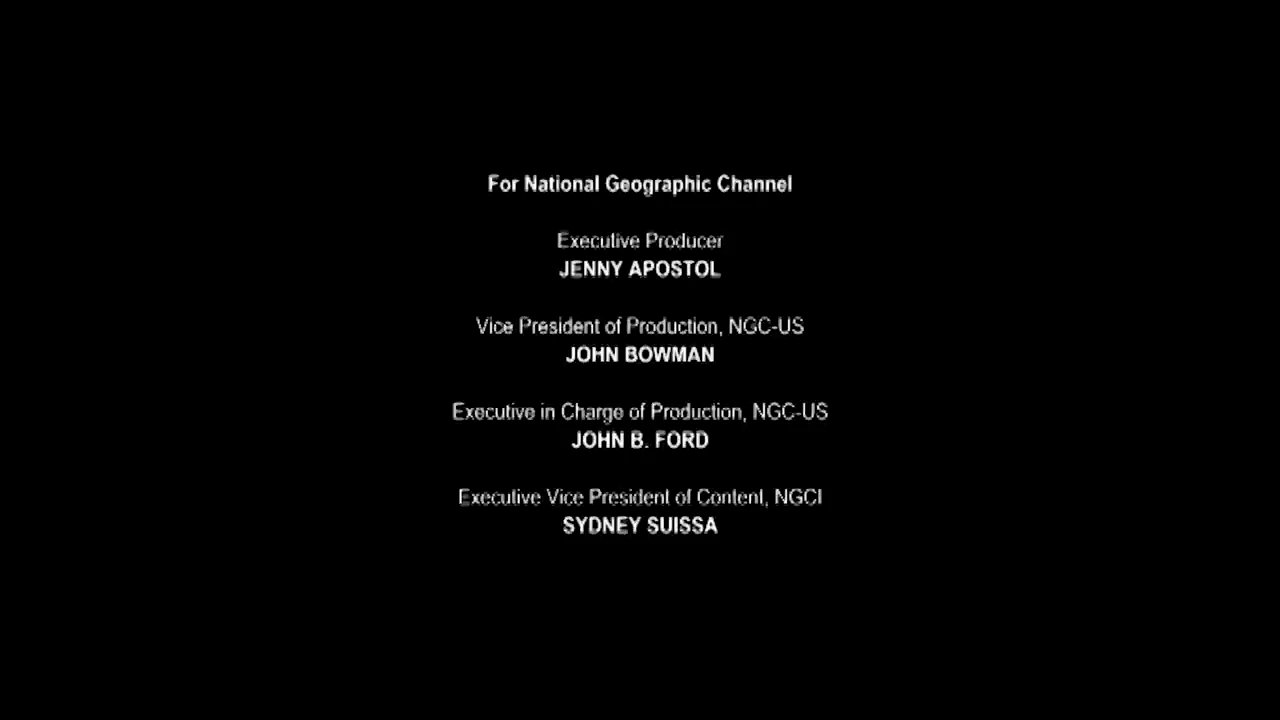 For National Geographic Channel
Executive Producer
JENNY APOSTOL
Vice President of Production, NGC-US
JOHN BOWMAN
Executive in Charge of Production, NGC-US
JOHN B. FORD
Executive Vice President of Content, NGCI
SYDNEY SUISSA